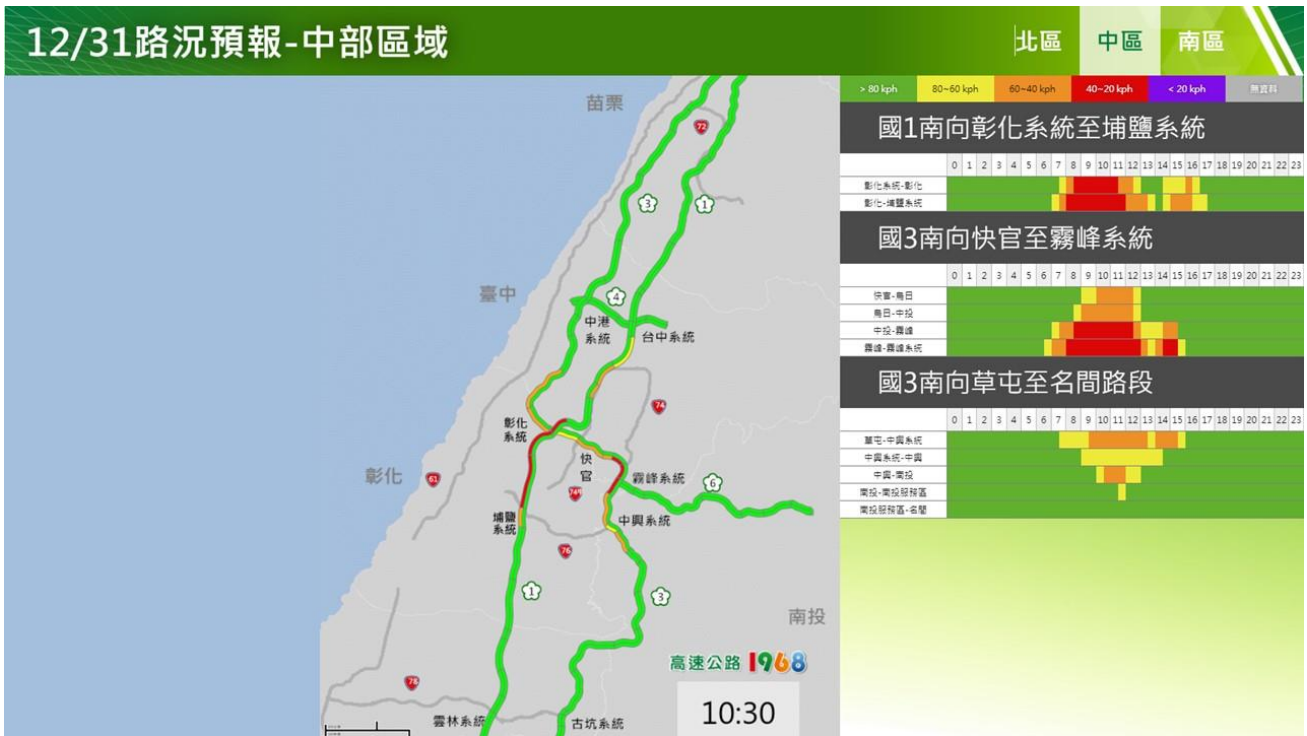 12/31路況預報-中部區域
北區 中區 南區
> 80 kph 80~60 kph 60~40 kph 40~20 kph < 20 kph 無資料
國1南向彰化系統至埔鹽系統
0 1 2 3 4 5 6 7 8 9 10 11 12 13 14 15 16 17 18 19 20 21 22 23
彰化系統-彰化
彰化-埔鹽系統
國3南向快官至霧峰系統
0 1 2 3 4 5 6 7 8 9 10 11 12 13 14 15 16 17 18 19 20 21 22 23
快官-烏日
烏日-中投
中投-霧峰
霧峰-霧峰系統
國3南向草屯至名間路段
0 1 2 3 4 5 6 7 8 9 10 11 12 13 14 15 16 17 18 19 20 21 22 23
草屯-中興系統
中興系統-中興
中興-南投
南投-南投服務區
南投服務區-名間
苗栗
72
3
1
臺中
4
中港
系統
台中系統
74
彰化
系統
彰化
61
快
官
霧峰系統
6
74甲
埔鹽
系統
中興系統
76
1
3
南投
高速公路1968
78
雲林系統
古坑系統
10:30